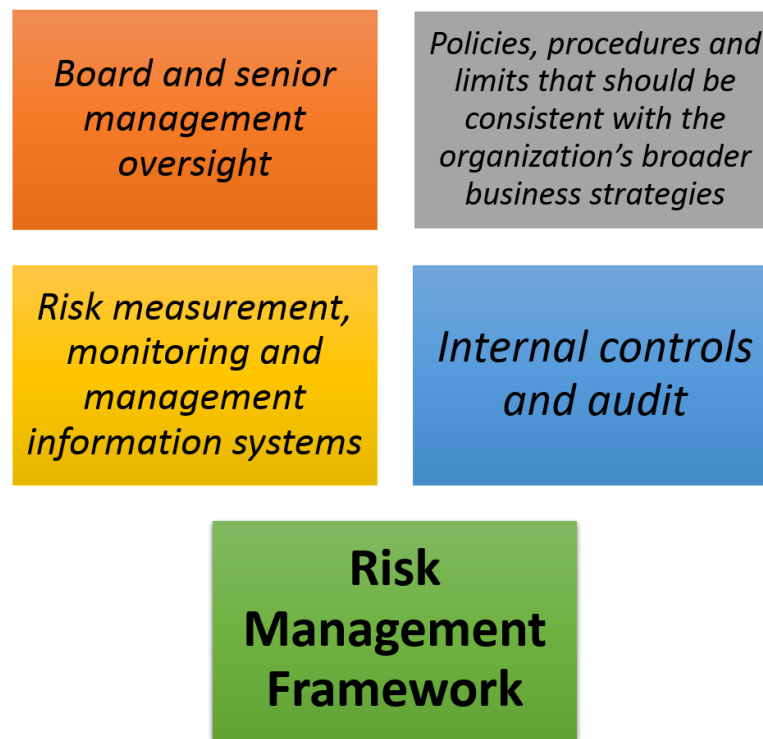 Board and senior
management
oversight
Policies, procedures and
limits that should be
consistent with the
organization’s broader
business strategies
Risk measurement,
monitoring and
management
information systems
Internal controls
and audit
Risk
Management
Framework